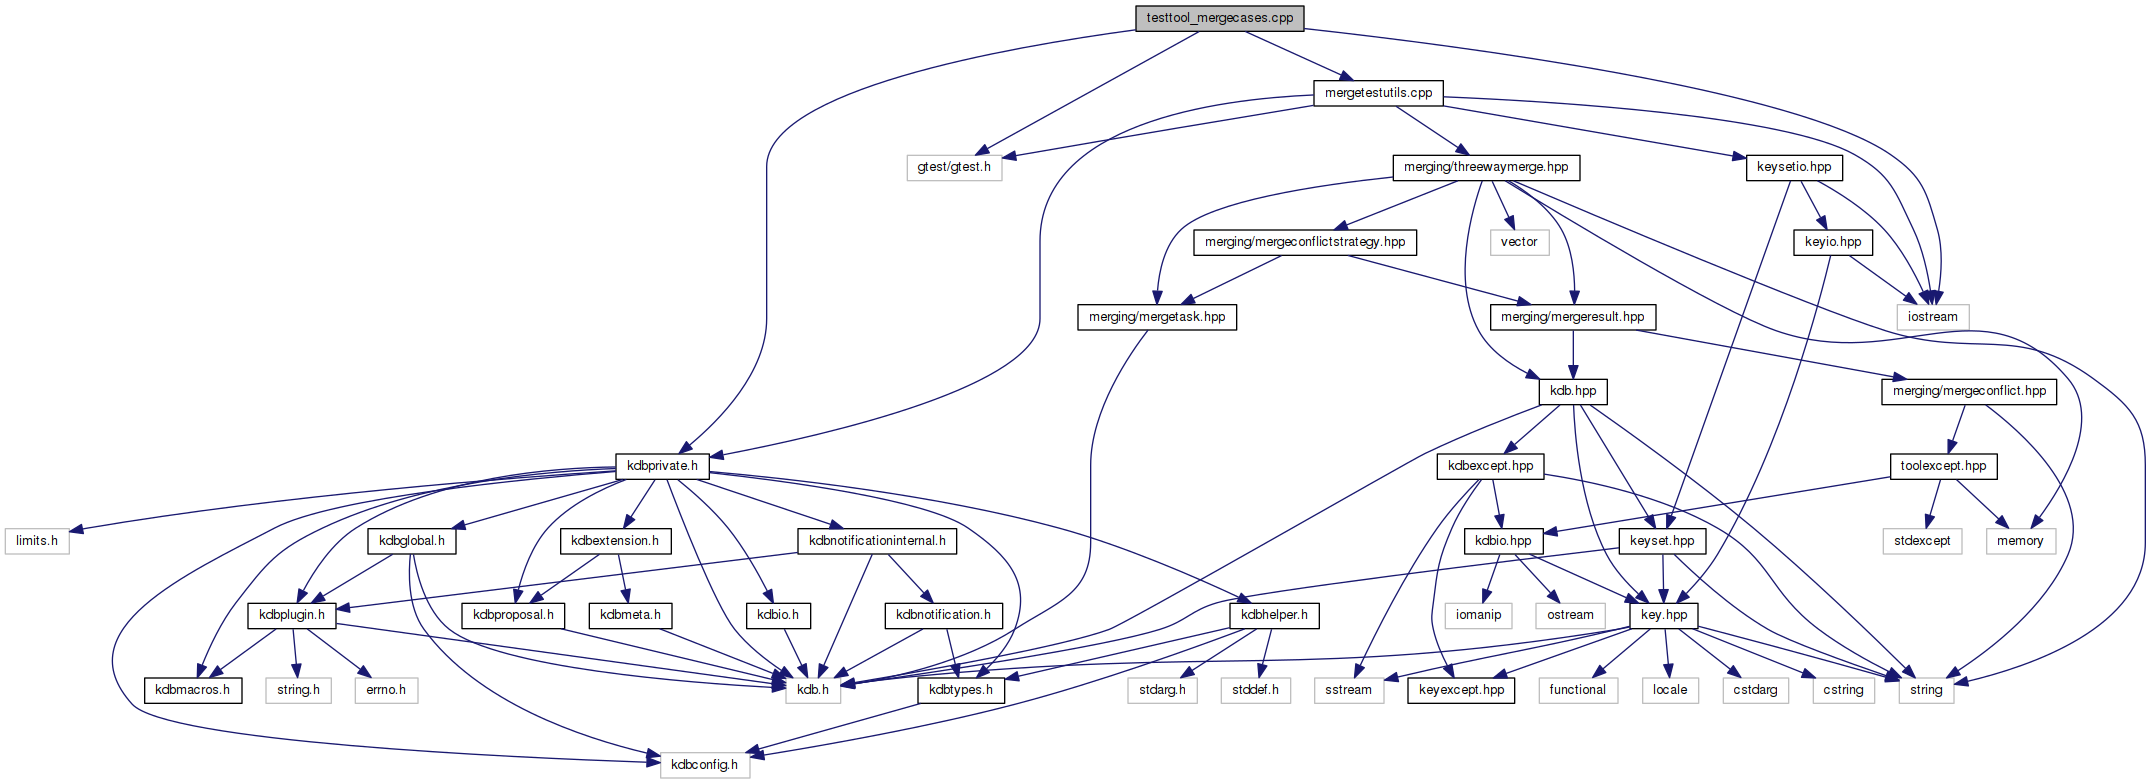 testtool_mergecases.cpp
mergetestutils.cpp
gtest/gtest.h
merging/threewaymerge.hpp
keysetio.hpp
merging/mergeconflictstrategy.hpp
vector
keyio.hpp
merging/mergetask.hpp
merging/mergeresult.hpp
iostream
kdb.hpp
merging/mergeconflict.hpp
kdbprivate.h
kdbexcept.hpp
toolexcept.hpp
limits.h
kdbglobal.h
kdbextension.h
kdbnotificationinternal.h
kdbio.hpp
keyset.hpp
stdexcept
memory
kdbplugin.h
kdbproposal.h
kdbmeta.h
kdbio.h
kdbnotification.h
kdbhelper.h
iomanip
ostream
key.hpp
kdbmacros.h
string.h
errno.h
kdb.h
kdbtypes.h
stdarg.h
stddef.h
sstream
keyexcept.hpp
functional
locale
cstdarg
cstring
string
kdbconfig.h